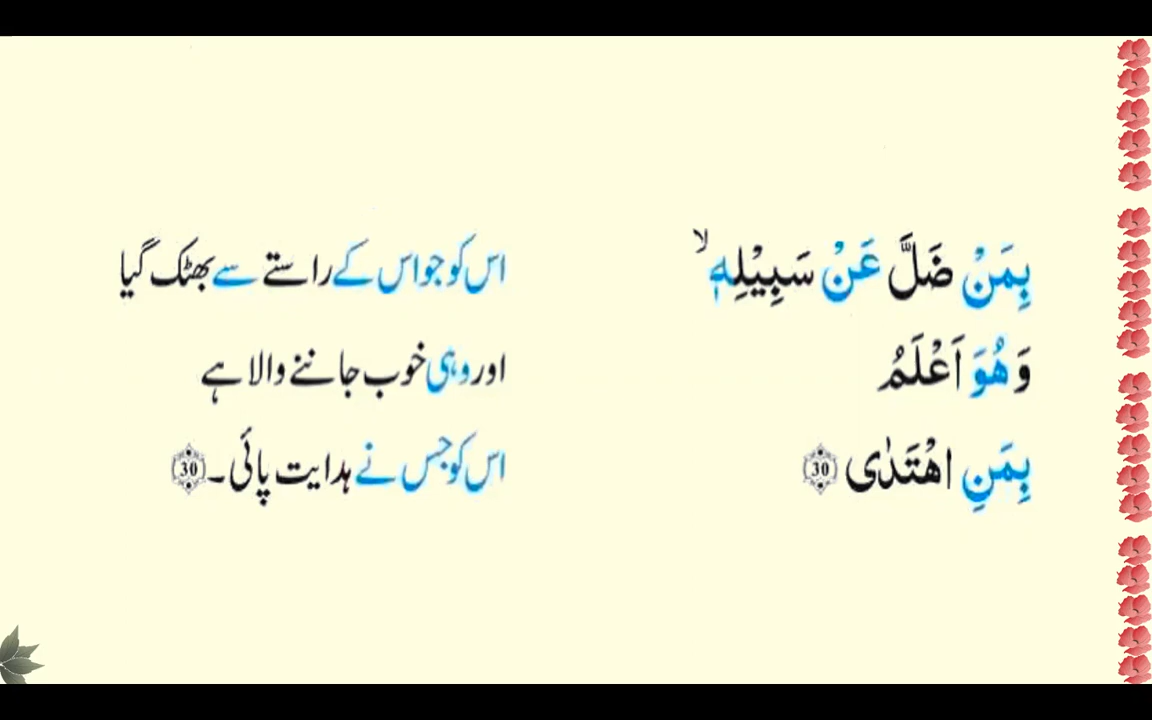 بِمَنْ ضَلَّ عَنْ سَبِيْلِهٖ ۙ اس کو جو اس کے راستے سے بھٹک گیا
وَ هُوَ اَعْلَمُ اور وہی خوب جاننے والا ہے
بِمَنِ اهْتَدٰى 30 اس کو جس نے ہدایت پائی۔ 30